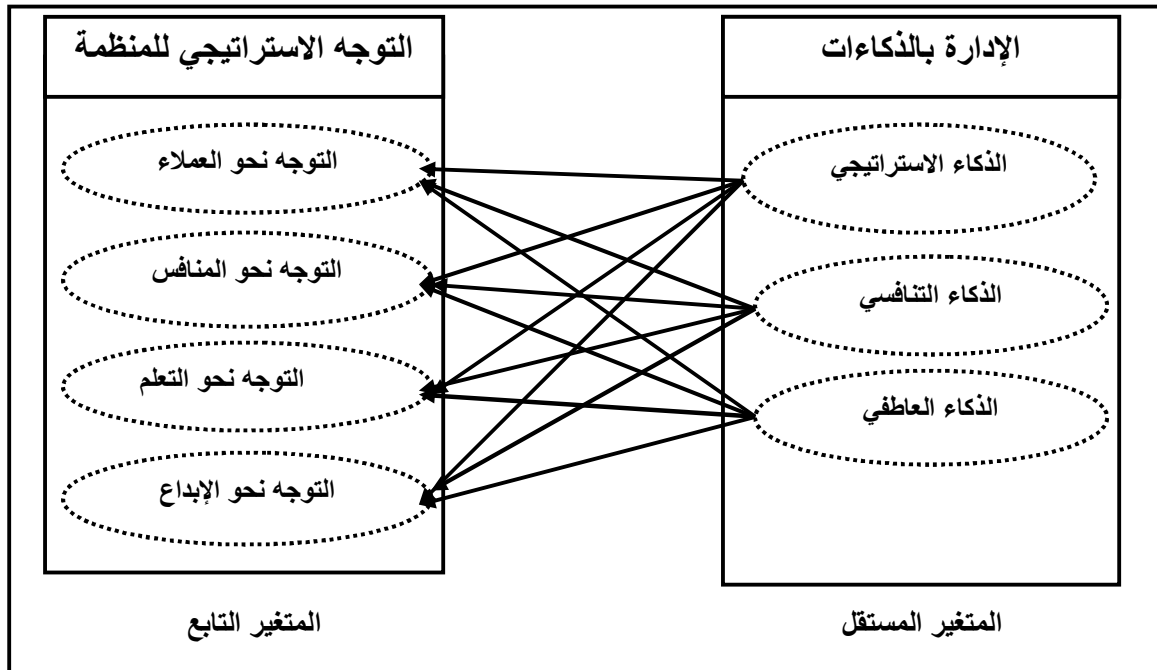 الإدارة بالذكاءات
الذكاء الاستراتيجي
الذكاء التنافسي
الذكاء العاطفي
المتغير المستقل
التوجه الاستراتيجي للمنظمة
التوجه نحو العملاء
التوجه نحو المنافس
التوجه نحو التعلم
التوجه نحو الإبداع
المتغير التابع